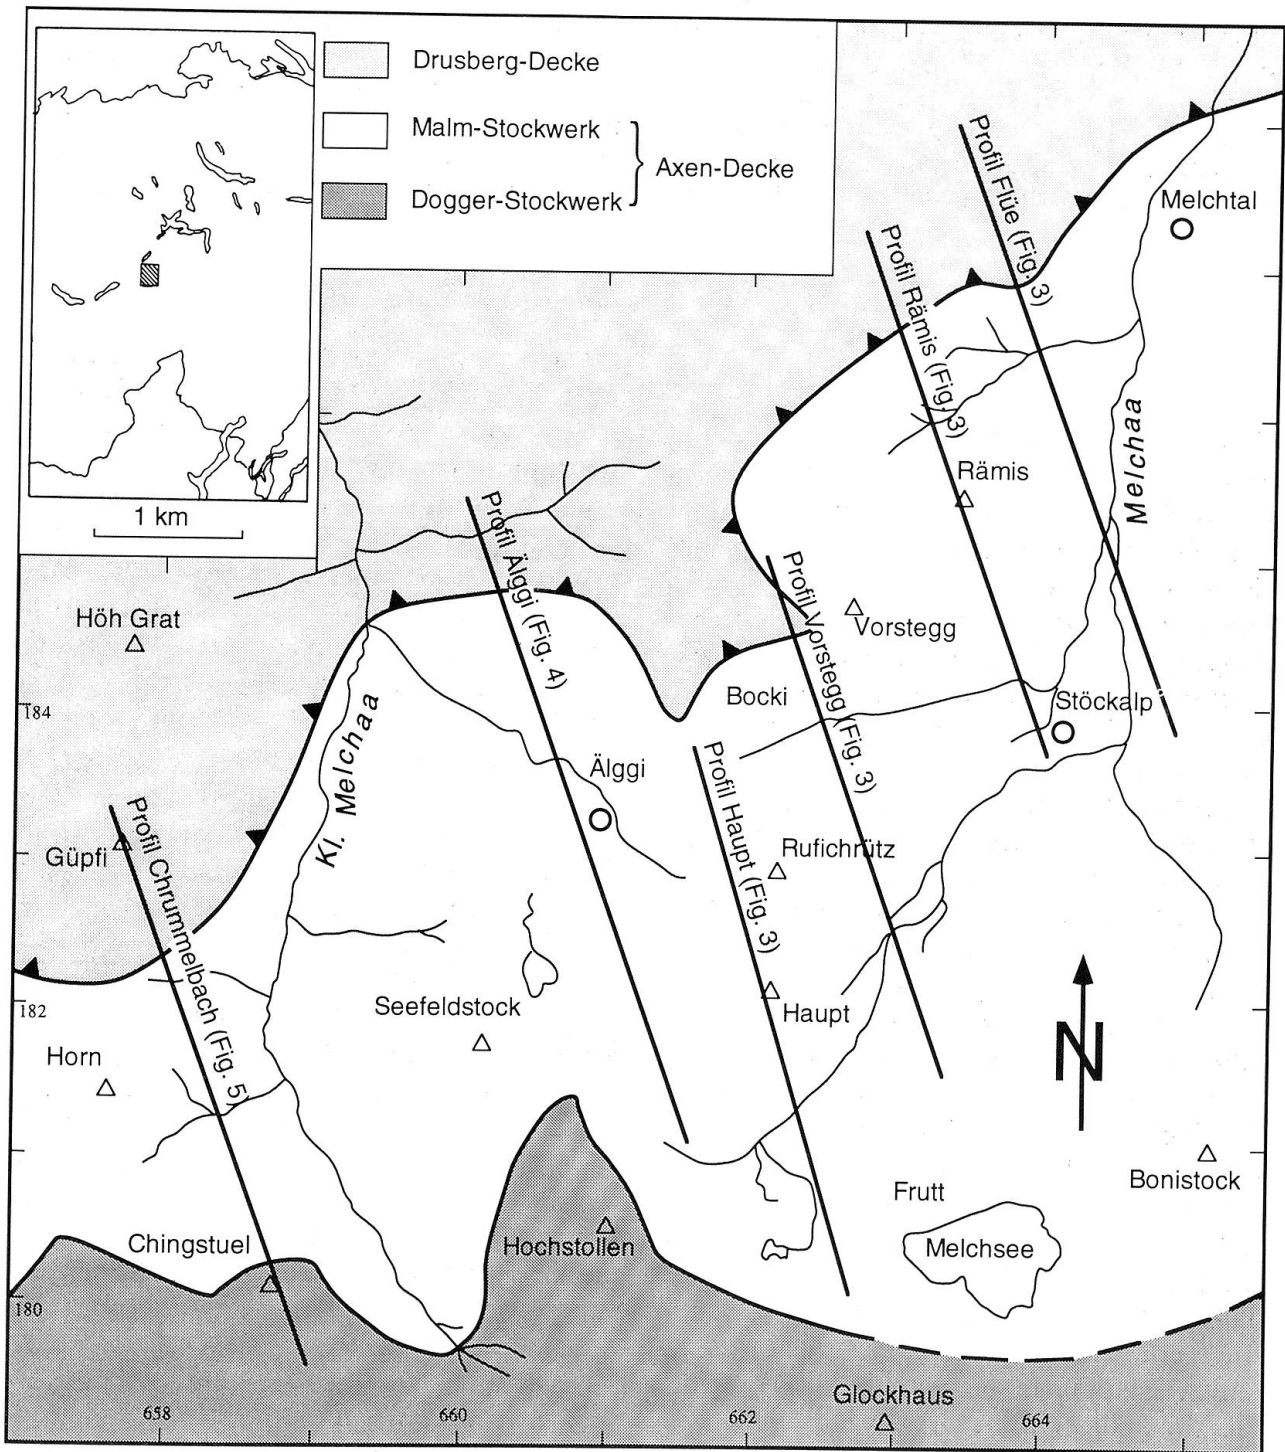 Drusberg-Decke
Malm-Stockwerk
Axen-Decke
Dogger-Stockwerk
1 km
Profil Flüe (Fig. 3)
Melchtal
Profil Rämis (Fig. 3)
Melchaa
Rämis
Profil Älggi (Fig. 4)
Profil Vorstegg (Fig. 3)
Höh Grat
Vorstegg
184
Kl. Melchaa
Bocki
Stöckalp
Profil Haupt (Fig. 3)
Älggi
Profil Chrummelbach (Fig. 5)
Güpfi
Rufichrütz
182
Seefeldstock
Haupt
Horn
N
Bonistock
Frutt
Chingstuel
Hochstollen
Melchsee
180
Glockhaus
658
660
662
664